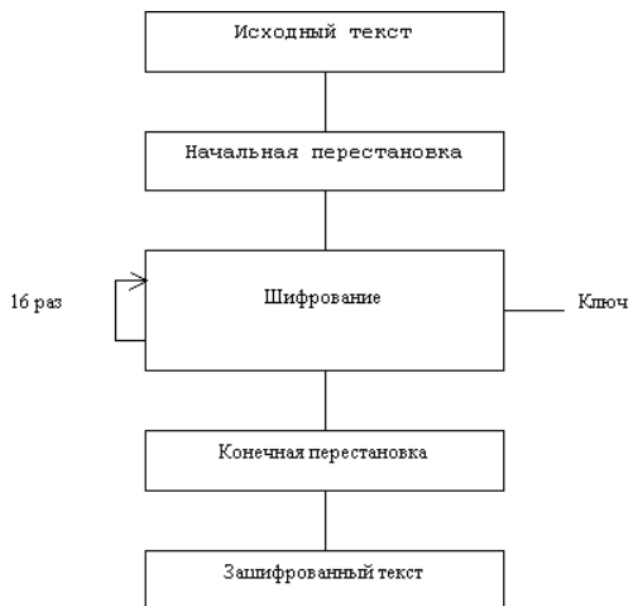 Исходный текст
Начальная перестановка
16 раз
Шифрование
Ключ
Конечная перестановка
Зашифрованный текст